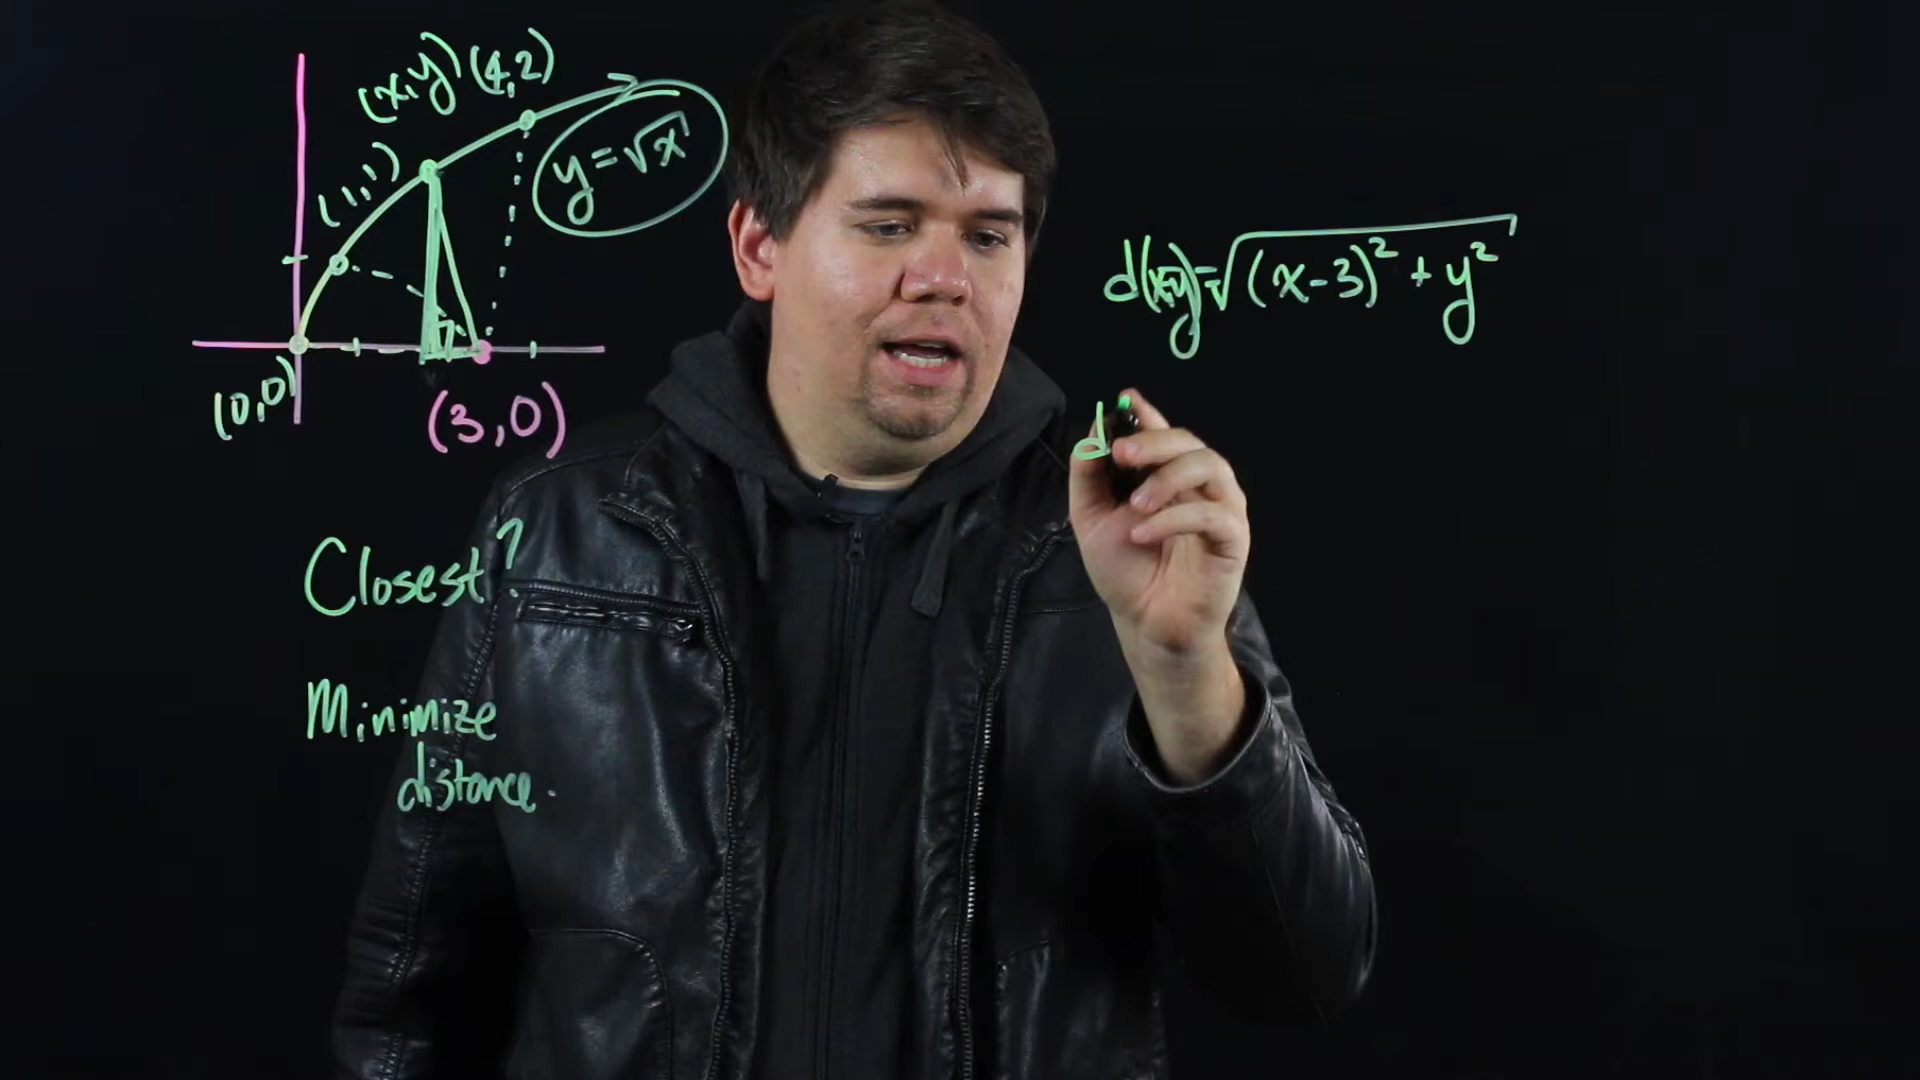 (x,y) (4,2)
y=√x
(1,1)
(0,0)
(3,0)
Closest?
Minimize
distance.
d(x,y)=√(x-3)² + y²
d